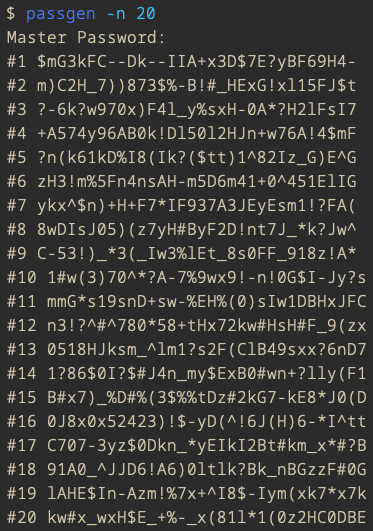 $ passgen -n 20
Master Password:
#1 $mG3kFC--Dk--IIA+x3D$7E?yBF69H4-
#2 m)C2H_7))873$%-B!#_HExG!xl15FJ$t
#3 ?-6k?w970x)F4l_y%sxH-0A*?H2lFsI7
#4 +A574y96AB0k!Dl50l2HJn+w76A!4$mF
#5 ?n(k61kD%I8(Ik?($tt)1^82Iz_G)E^G
#6 zH3!m%5Fn4nsAH-m5D6m41+0^451ElIG
#7 ykx^$n)+H+F7*IF937A3JEyEsm1!?FA(
#8 8wDIsJ05)(z7yH#ByF2D!nt7J_*k?Jw^
#9 C-53!)_*3(_Iw3%lEt_8s0FF_918z!A*
#10 1#w(3)70^*?A-7%9wx9!-n!0G$I-Jy?s
#11 mmG*s19snD+sw-%EH%(0)sIw1DBHxJFC
#12 n3!?^#^780*58+tHx72kw#HsH#F_9(zx
#13 0518HJksm_^lm1?s2F(ClB49sxx?6nD7
#14 1?86$0I?$#J4n_my$ExB0#wn+?lly(F1
#15 B#x7)_%D#%(3$%%tDz#2kG7-kE8*J0(D
#16 0J8x0x52423)!$-yD(^!6J(H)6-*I^tt
#17 C707-3yz$0Dkn_*yEIkI2Bt#km_x*#?B
#18 91A0_^JJD6!A6)0ltlk?Bk_nBGzzF#0G
#19 lAHE$In-Azm!%7x+^I8$-Iym(xk7*x7k
#20 kw#x_wxH$E_+%-_x(81l*1(0z2HC0DBE